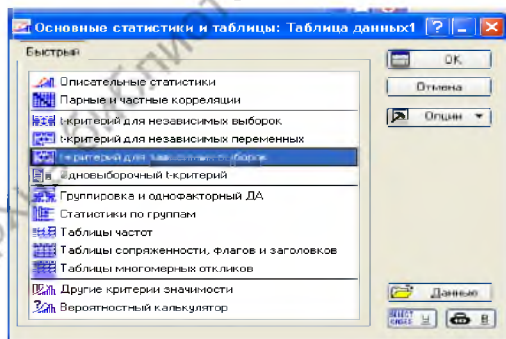 Основные статистики и таблицы: Таблица данных1
Быстрый
Описательные статистики
Парные и частные корреляции
t-критерий для независимых выборок
t-критерий для независимых переменных
t-критерий для зависимых выборок
Одновыборочный t-критерий
Группировка и однофакторный ДА
Статистики по группам
Таблицы частот
Таблицы сопряженности, флагов и заголовков
Таблицы многомерных откликов
Другие критерии значимости
Вероятностный калькулятор
OK
Отмена
Опции
Данные
SELECT CASES
В